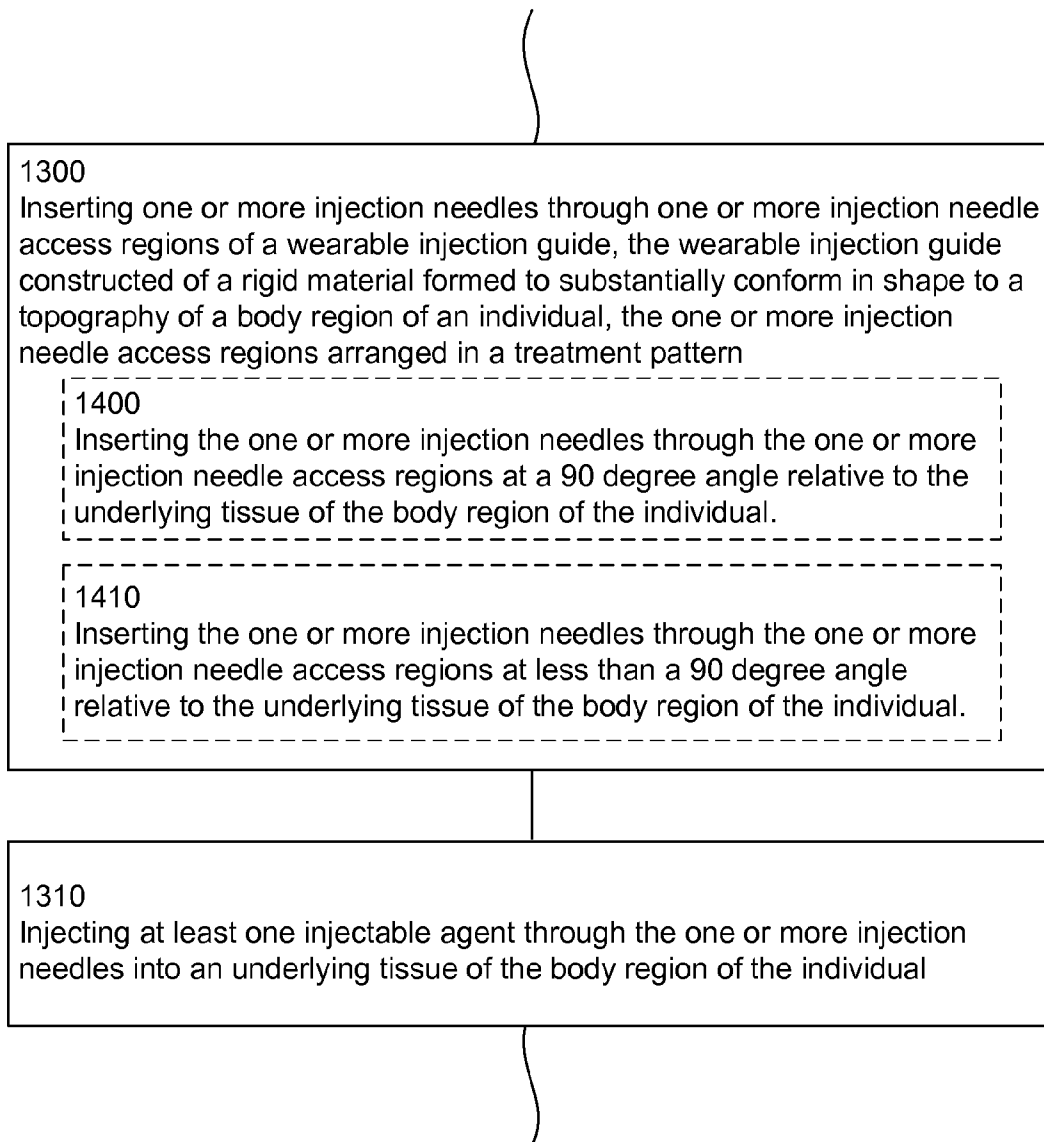 1300
Inserting one or more injection needles through one or more injection needle
access regions of a wearable injection guide, the wearable injection guide
constructed of a rigid material formed to substantially conform in shape to a
topography of a body region of an individual, the one or more injection
needle access regions arranged in a treatment pattern
1400
Inserting the one or more injection needles through the one or more
injection needle access regions at a 90 degree angle relative to the
underlying tissue of the body region of the individual.
1410
Inserting the one or more injection needles through the one or more
injection needle access regions at less than a 90 degree angle
relative to the underlying tissue of the body region of the individual.
1310
Injecting at least one injectable agent through the one or more injection
needles into an underlying tissue of the body region of the individual